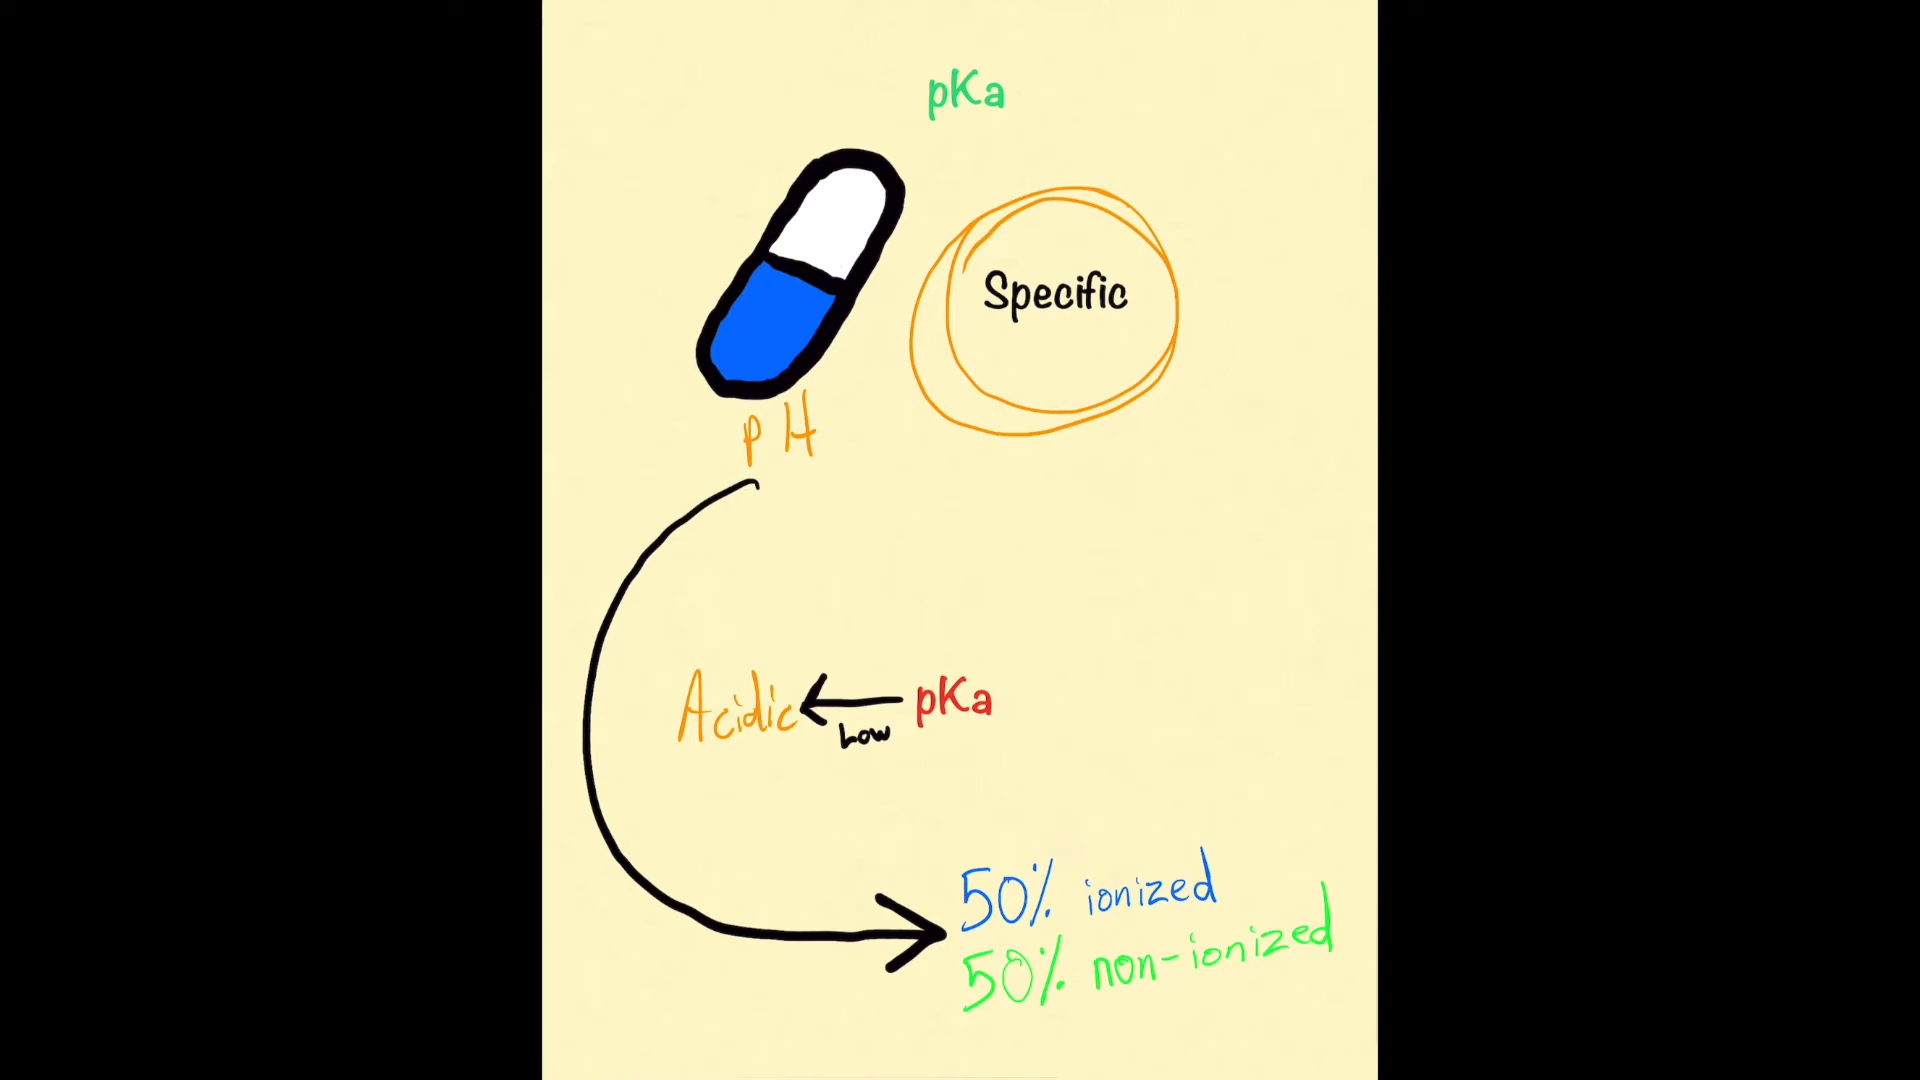 pKa
Specific
pH
Acidic
pKa
Low
50% ionized
50% non-ionized